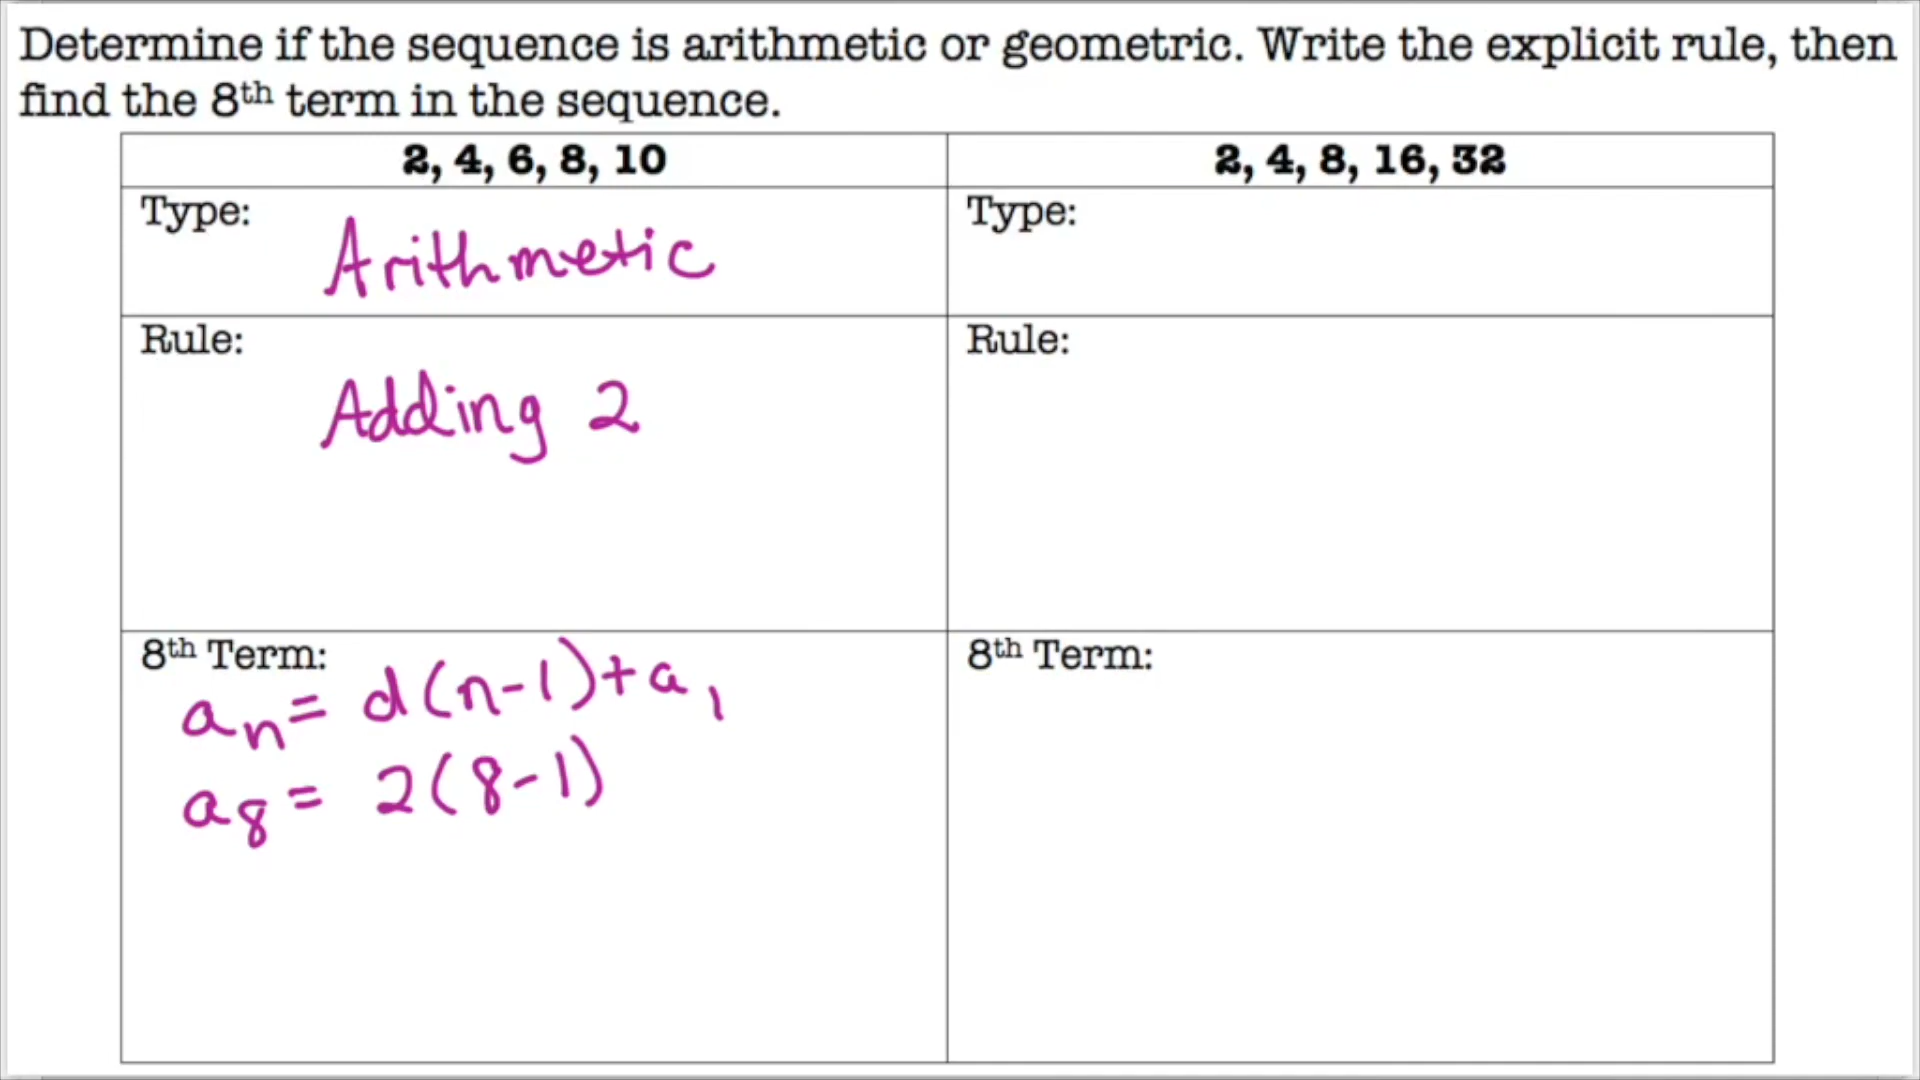 Determine if the sequence is arithmetic or geometric. Write the explicit rule, then
find the 8th term in the sequence.
2, 4, 6, 8, 10
2, 4, 8, 16, 32
Type:
Arithmetic
Type:
Rule:
Adding 2
Rule:
8th Term:
aₙ = d(n-1)+a₁
a₈ = 2(8-1)
8th Term: